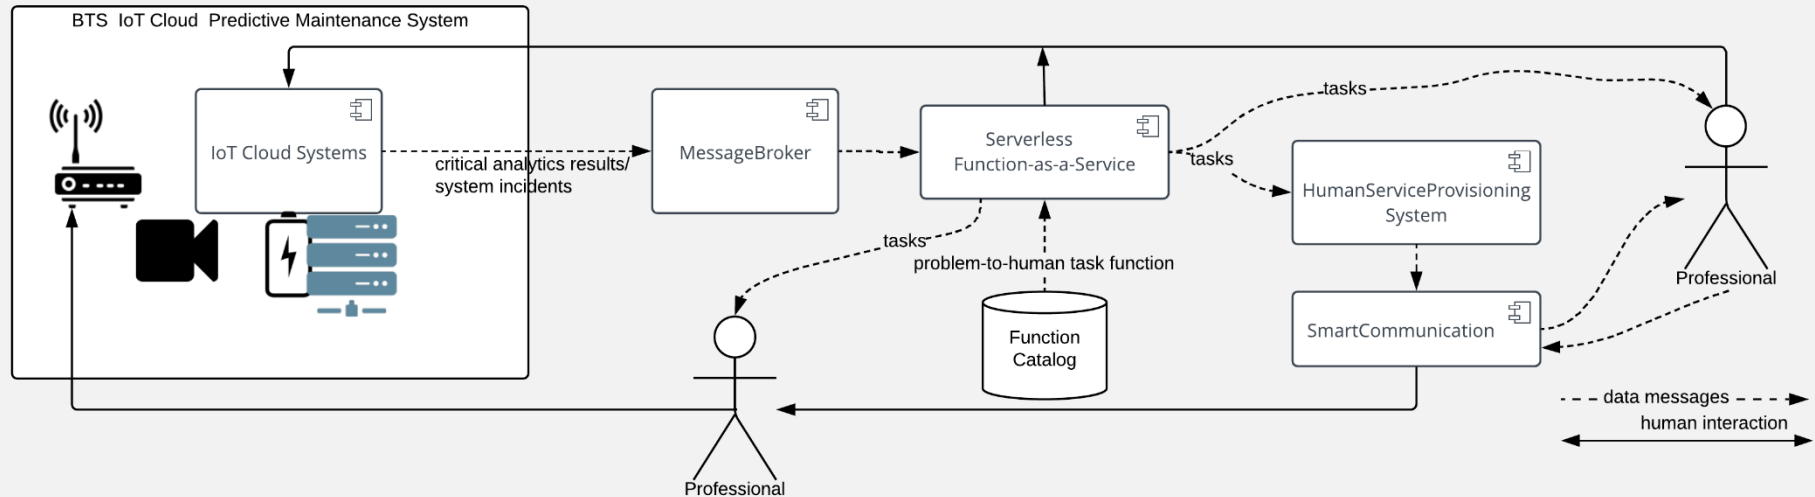 BTS IoT Cloud Predictive Maintenance System
IoT Cloud Systems
critical analytics results/
system incidents
MessageBroker
Serverless
Function-as-a-Service
tasks
tasks
HumanServiceProvisioning
System
tasks
problem-to-human task function
Function
Catalog
SmartCommunication
Professional
Professional
data messages
human interaction